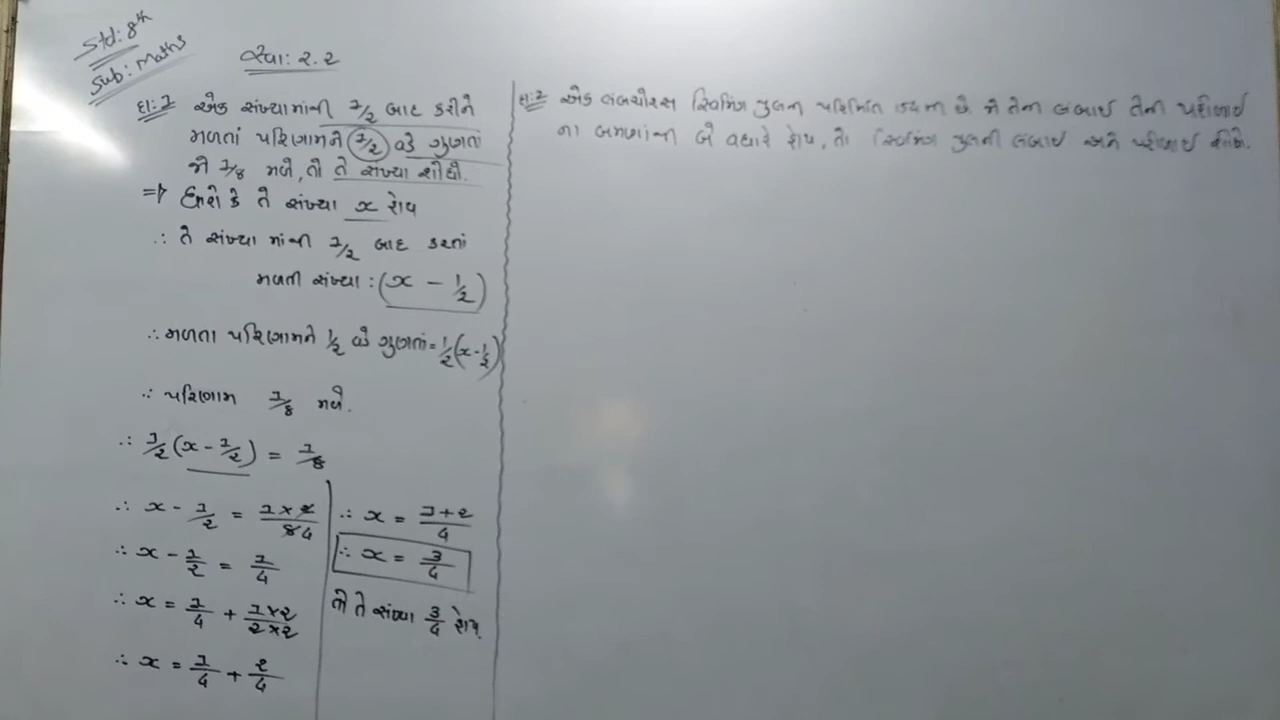 Std: 8th
Sub: Maths
સ્વા: ૨.૨
દા:1 એક સંખ્યામાંથી 1/2 બાદ કરીને
મળતાં પરિણામને 1/2 વડે ગુણતાં
જો 1/8 મળે, તો તે સંખ્યા શોધો.
⇒ ધારો કે તે સંખ્યા x હોય
∴ તે સંખ્યા માંથી 1/2 બાદ કરતાં
મળતી સંખ્યા : (x - 1/2)
∴ મળતા પરિણામને 1/2 વડે ગુણતાં = 1/2 (x - 1/2)
∴ પરિણામ 1/8 મળે.
∴ 1/2 (x - 1/2) = 1/8
∴ x - 1/2 = 1 x 2 / 8 4
∴ x - 1/2 = 1/4
∴ x = 1/4 + 1 x 2 / 2 x 2
∴ x = 1/4 + 2/4
∴ x = 1+2 / 4
∴ x = 3/4
તો તે સંખ્યા 3/4 હોય
દા:2 એક લંબચોરસ સ્વિમિંગ પુલની પરિમિતિ છે. જો તેની લંબાઈ તેની પહોળાઈ
ના બમણાંથી બે વધારે હોય, તો સ્વિમિંગ પુલની લંબાઈ અને પહોળાઈ શોધો.